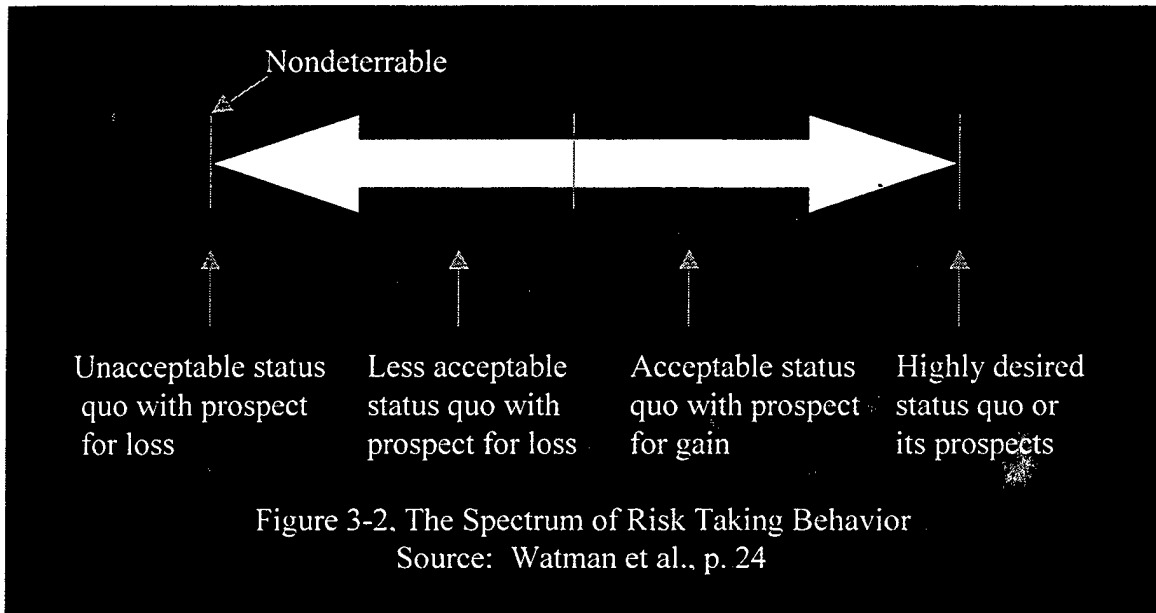 Nondeterrable
Unacceptable status
quo with prospect
for loss
Less acceptable
status quo with
prospect for loss
Acceptable status
quo with prospect
for gain
Highly desired
status quo or
its prospects
Figure 3-2. The Spectrum of Risk Taking Behavior
Source: Watman et al., p. 24